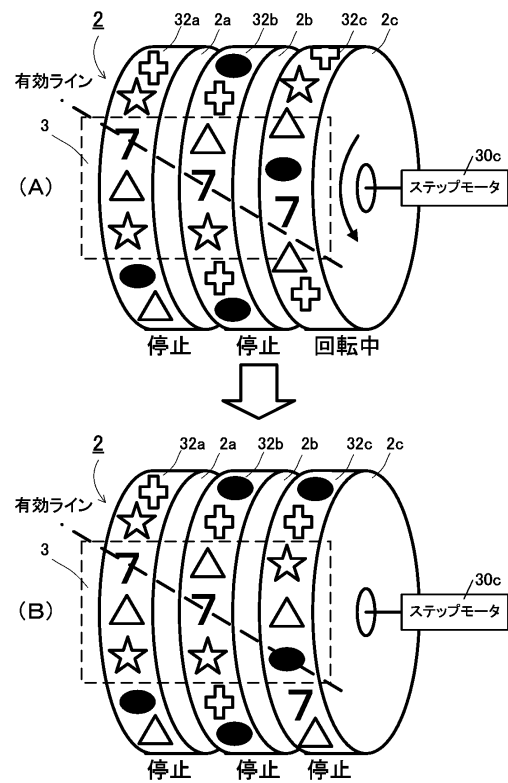 32a 2a 32b 2b 32c 2c
2
有効ライン
3
7
7
7
30c
ステップモータ
(A)
停止 停止 回転中
32a 2a 32b 2b 32c 2c
2
有効ライン
3
7
7
7
30c
ステップモータ
(B)
停止 停止 停止